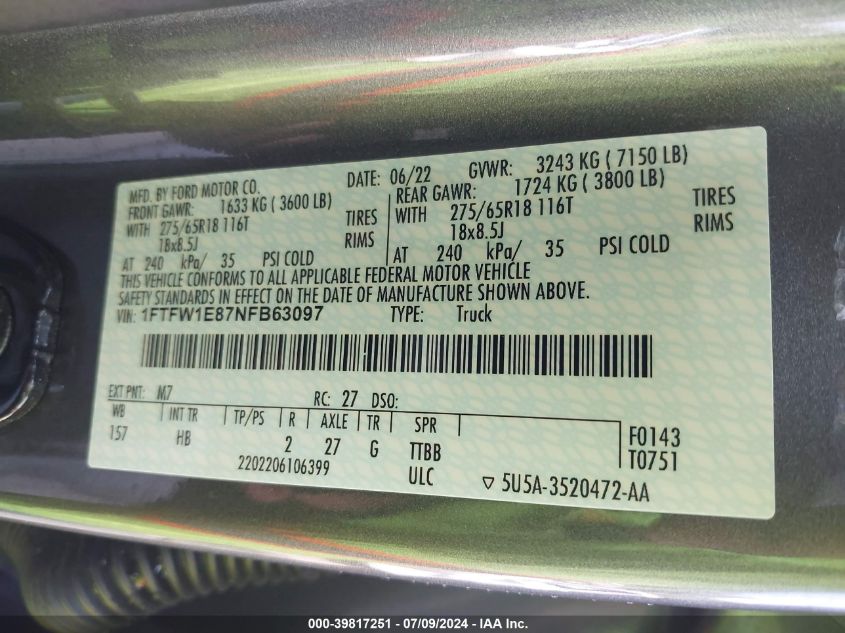 MFD. BY FORD MOTOR CO. DATE: 06/22 GVWR: 3243 KG ( 7150 LB)
FRONT GAWR: 1633 KG ( 3600 LB) REAR GAWR: 1724 KG ( 3800 LB)
WITH 275/65R18 116T TIRES WITH 275/65R18 116T TIRES
18x8.5J RIMS 18x8.5J RIMS
AT 240 kPa/ 35 PSI COLD AT 240 kPa/ 35 PSI COLD
THIS VEHICLE CONFORMS TO ALL APPLICABLE FEDERAL MOTOR VEHICLE
SAFETY STANDARDS IN EFFECT ON THE DATE OF MANUFACTURE SHOWN ABOVE.
VIN: 1FTFW1E87NFB63097 TYPE: Truck
EXT PNT: M7 RC: 27 DSO:
WB INT TR TP/PS R AXLE TR SPR F0143
157 HB 2 27 G TTBB T0751
2202206106399 ULC 5U5A-3520472-AA
000-39817251 | 07/09/2024 | IAA Inc.